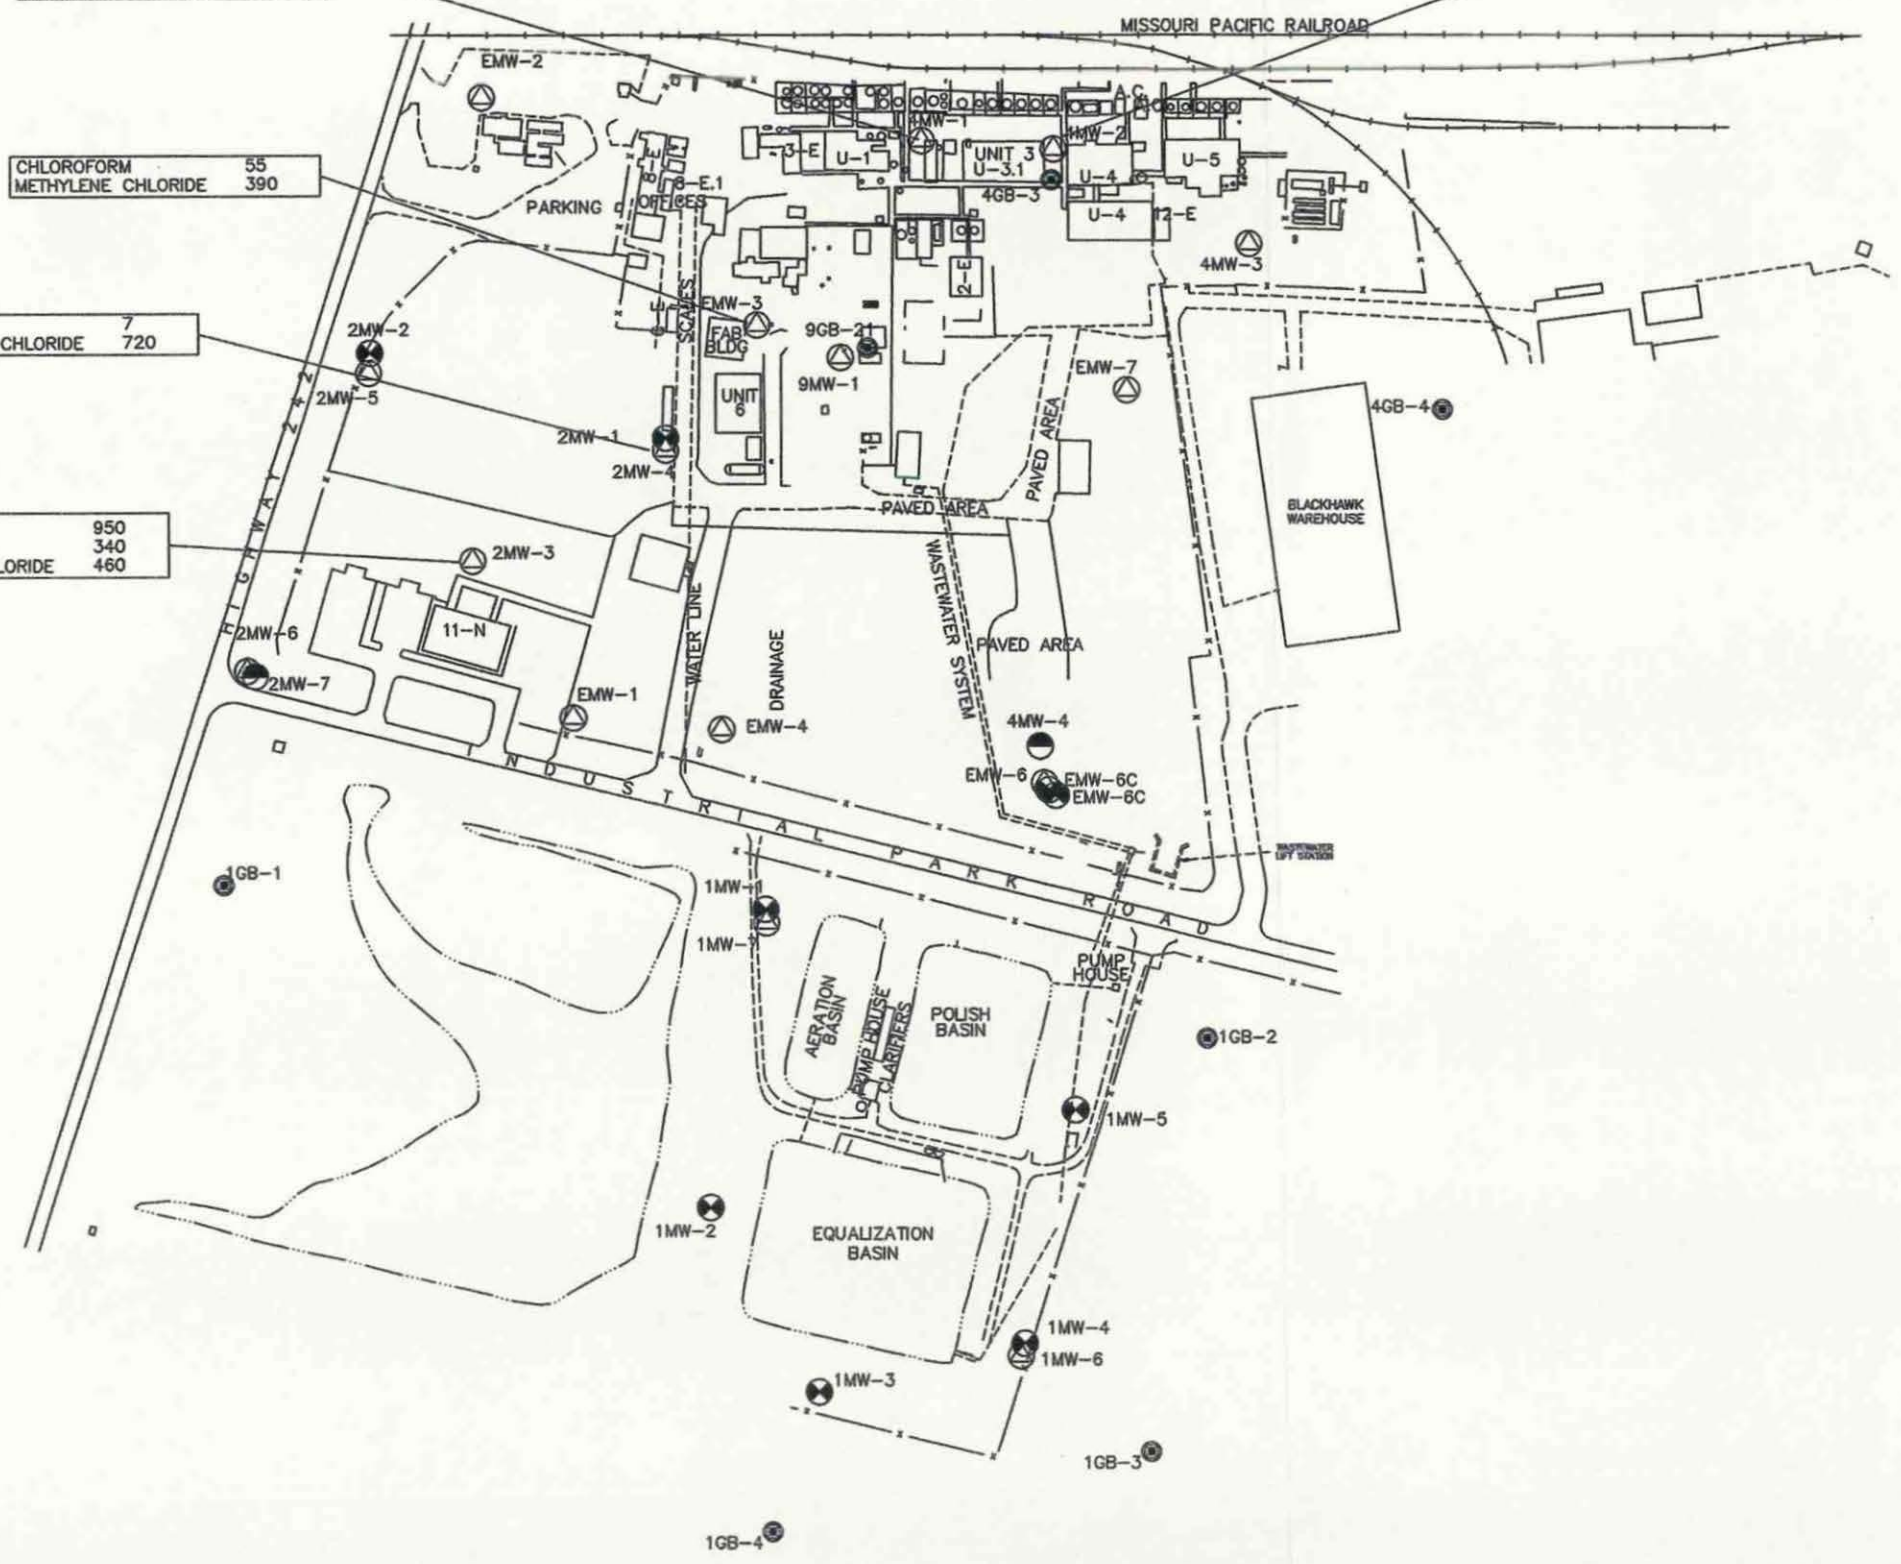 MISSOURI PACIFIC RAILROAD
EMW-2
A.C.
4MW-1
4MW-2
CHLOROFORM 55
METHYLENE CHLORIDE 390
3-E
U-1
UNIT 3
U-3.1
U-4
U-5
8-E
8-E.1
OFFICES
PARKING
4GB-3
U-4
12-E
4MW-3
2-E
SCALES
EMW-3
FAB
BLDG
9GB-21
9MW-1
7
CHLORIDE 720
2MW-2
2MW-5
UNIT
6
EMW-7
4GB-4
2MW-1
2MW-4
PAVED AREA
PAVED AREA
BLACKHAWK
WAREHOUSE
HIGHWAY 242
950
340
LORIDE 460
2MW-3
WATER LINE
WASTEWATER SYSTEM
11-N
2MW-6
2MW-7
DRAINAGE
PAVED AREA
EMW-1
EMW-4
4MW-4
EMW-6
EMW-6C
EMW-6C
NDUSTRIAL PARK ROAD
WASTEWATER
LIFT STATION
1GB-1
1MW-1
1MW-7
PUMP
HOUSE
AERATION
BASIN
PUMP HOUSE
CLARIFIERS
POLISH
BASIN
1GB-2
1MW-5
1MW-2
EQUALIZATION
BASIN
1MW-4
1MW-6
1MW-3
1GB-3
1GB-4